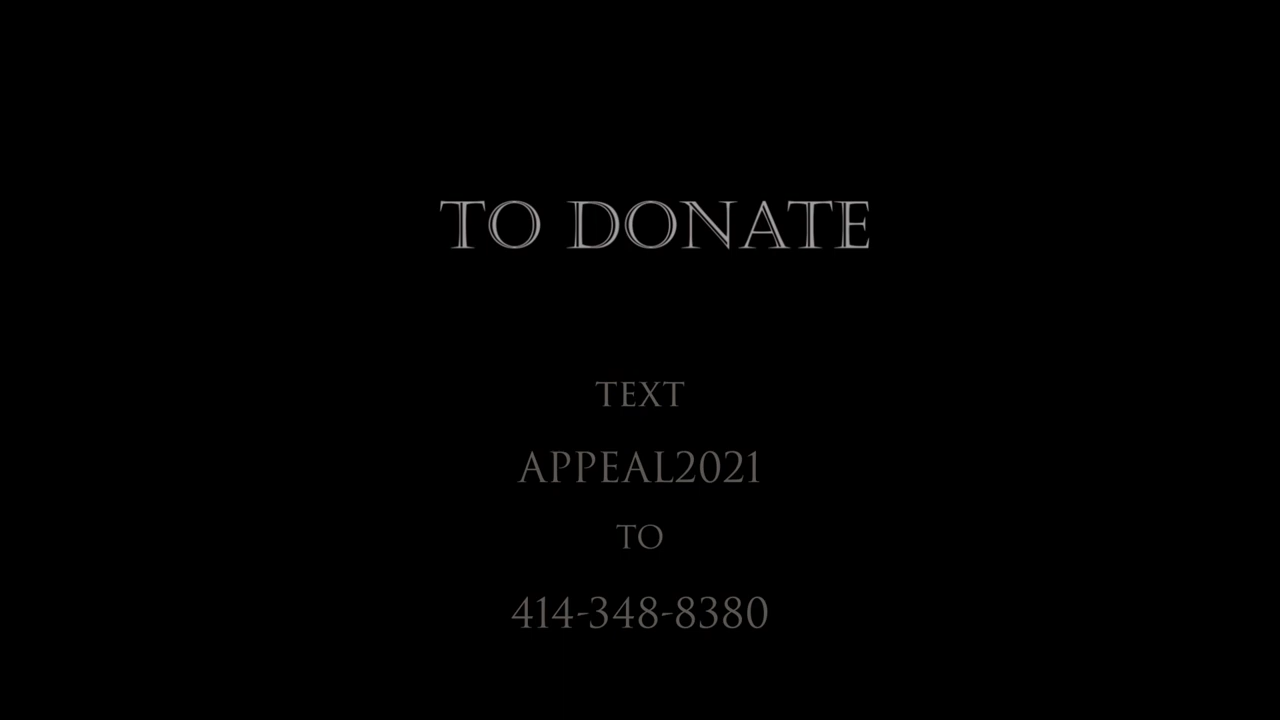 TO DONATE
TEXT
APPEAL2021
TO
414-348-8380